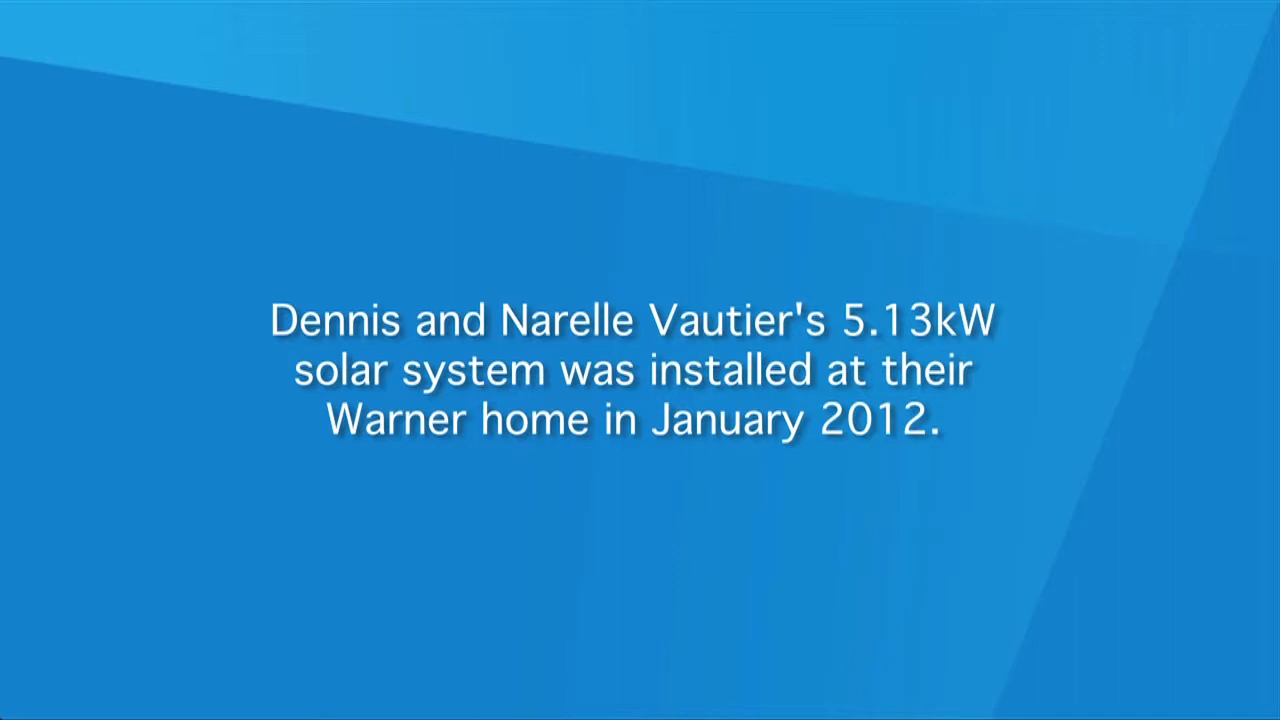 Dennis and Narelle Vautier's 5.13kW
solar system was installed at their
Warner home in January 2012.